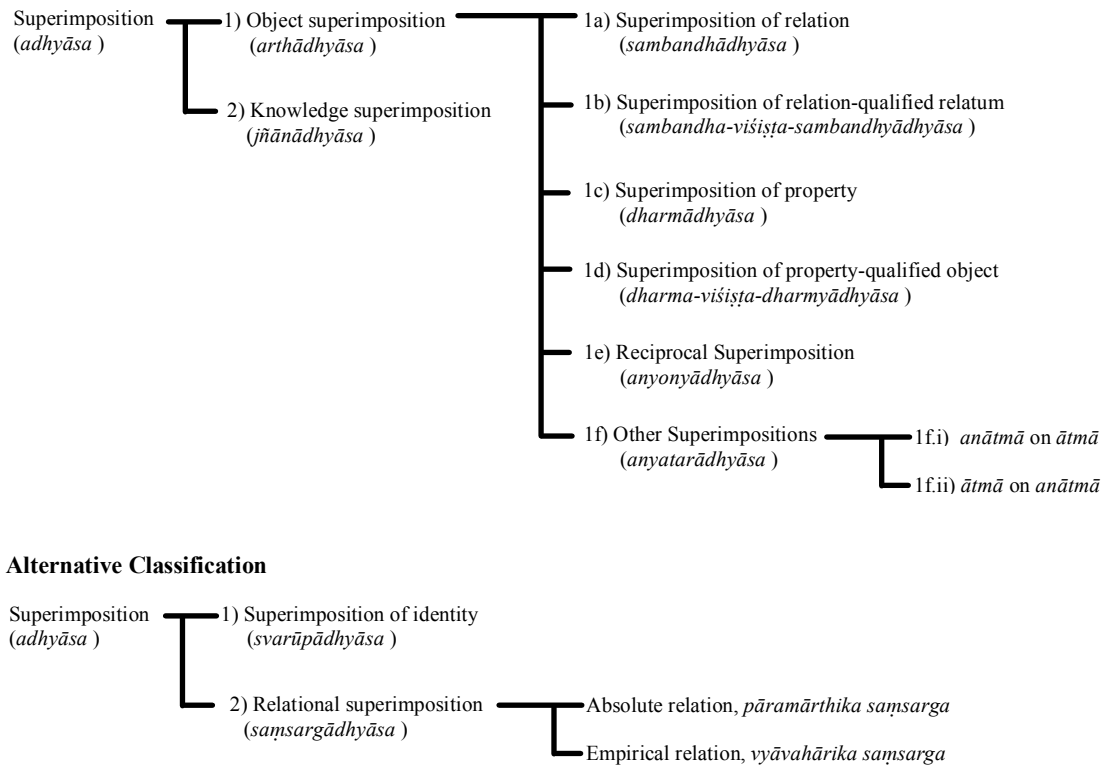 Superimposition
(adhyāsa )
1) Object superimposition
(arthādhyāsa )
2) Knowledge superimposition
(jñānādhyāsa )
1a) Superimposition of relation
(sambandhādhyāsa )
1b) Superimposition of relation-qualified relatum
(sambandha-viśiṣṭa-sambandhyādhyāsa )
1c) Superimposition of property
(dharmādhyāsa )
1d) Superimposition of property-qualified object
(dharma-viśiṣṭa-dharmyādhyāsa )
1e) Reciprocal Superimposition
(anyonyādhyāsa )
1f) Other Superimpositions
(anyatarādhyāsa )
1f.i) anātmā on ātmā
1f.ii) ātmā on anātmā
Alternative Classification
Superimposition
(adhyāsa )
1) Superimposition of identity
(svarūpādhyāsa )
2) Relational superimposition
(saṃsargādhyāsa )
Absolute relation, pāramārthika saṃsarga
Empirical relation, vyāvahārika saṃsarga